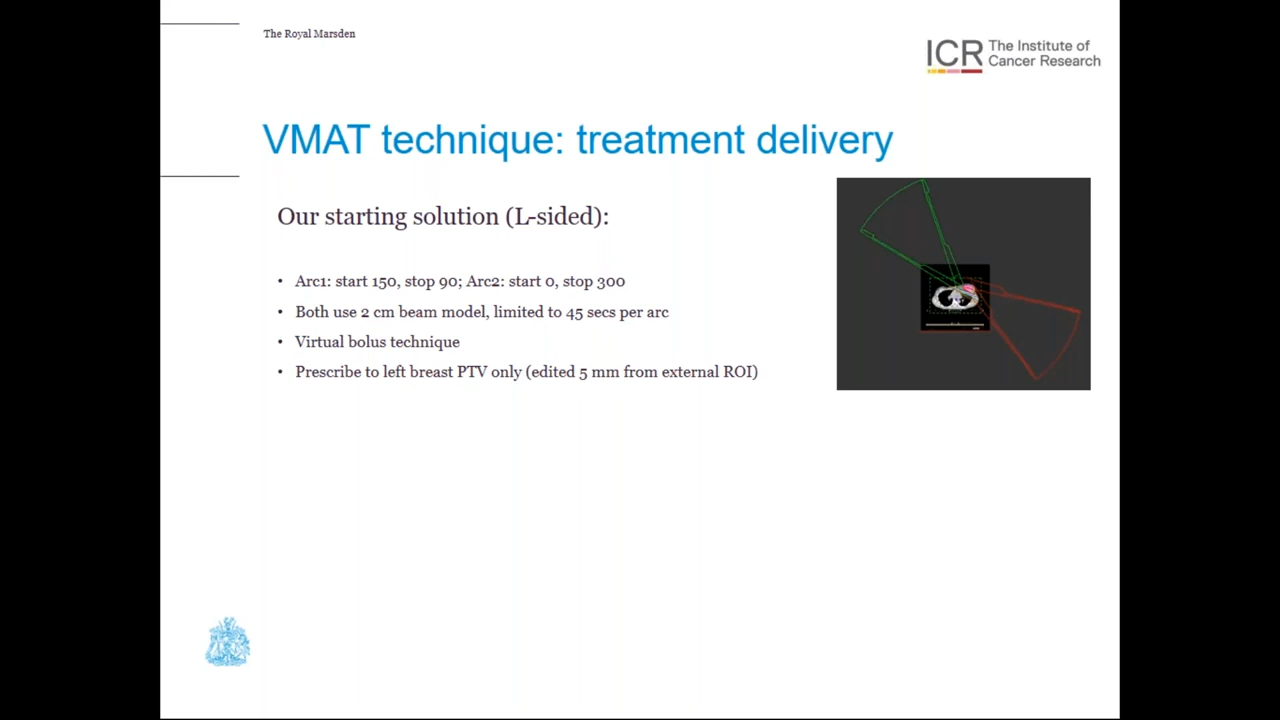 The Royal Marsden
ICR The Institute of
Cancer Research
VMAT technique: treatment delivery
Our starting solution (L-sided):
• Arc1: start 150, stop 90; Arc2: start 0, stop 300
• Both use 2 cm beam model, limited to 45 secs per arc
• Virtual bolus technique
• Prescribe to left breast PTV only (edited 5 mm from external ROI)